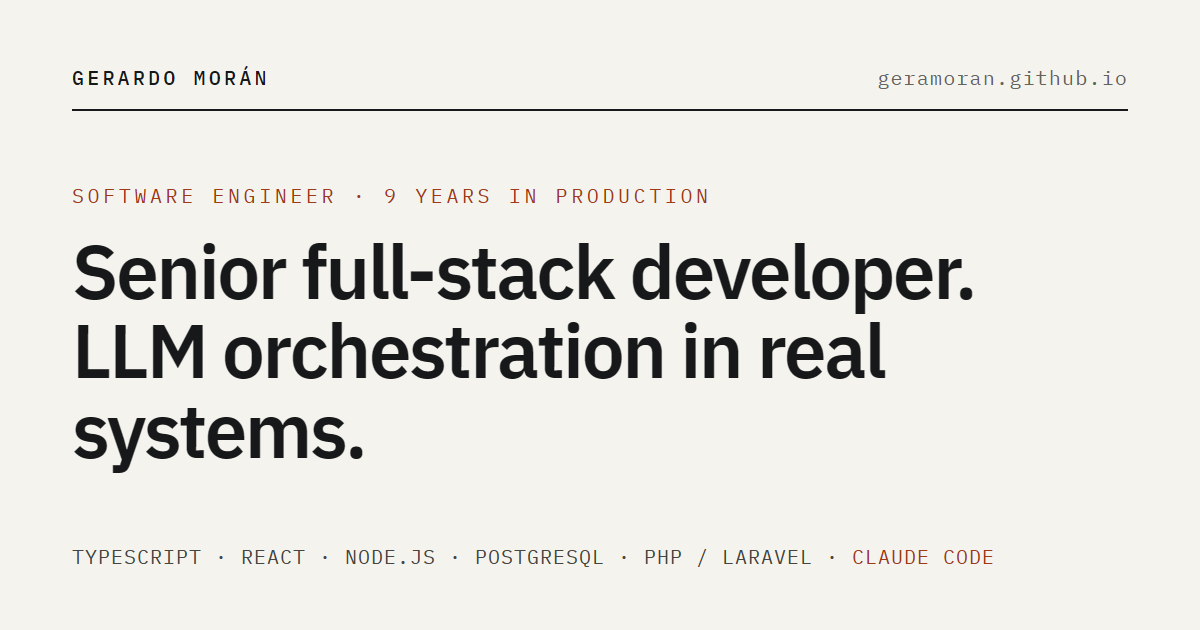 GERARDO MORÁN
geramoran.github.io
SOFTWARE ENGINEER · 9 YEARS IN PRODUCTION
Senior full-stack developer.
LLM orchestration in real
systems.
TYPESCRIPT · REACT · NODE.JS · POSTGRESQL · PHP / LARAVEL · CLAUDE CODE